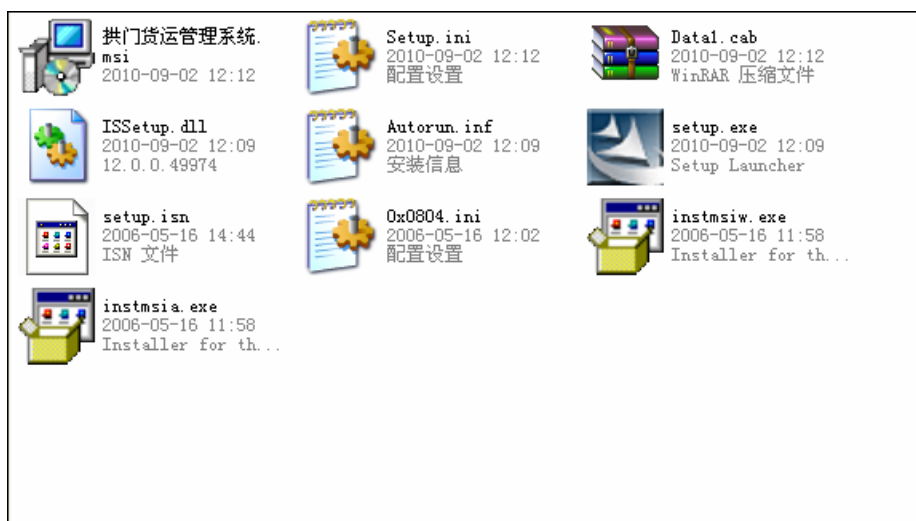 拱门货运管理系统.
msi
2010-09-02 12:12
Setup.ini
2010-09-02 12:12
配置设置
Data1.cab
2010-09-02 12:12
WinRAR 压缩文件
ISSetup.dll
2010-09-02 12:09
12.0.0.49974
Autorun.inf
2010-09-02 12:09
安装信息
setup.exe
2010-09-02 12:09
Setup Launcher
setup.isn
2006-05-16 14:44
ISN 文件
0x0804.ini
2006-05-16 12:02
配置设置
instmsiw.exe
2006-05-16 11:58
Installer for th...
instmsia.exe
2006-05-16 11:58
Installer for th...